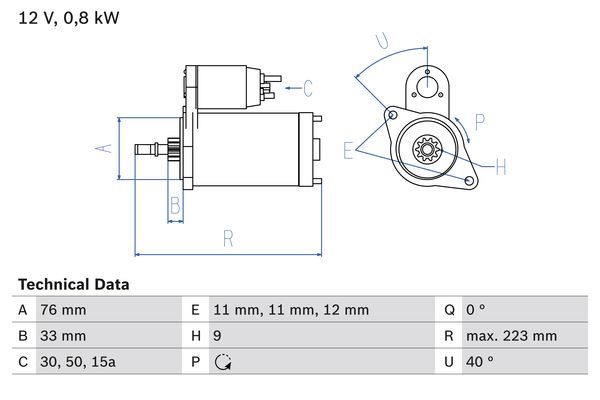 12 V, 0,8 kW
U
C
A
P
E
H
B
R
Technical Data
A 76 mm E 11 mm, 11 mm, 12 mm Q 0 °
B 33 mm H 9 R max. 223 mm
C 30, 50, 15a P U 40 °